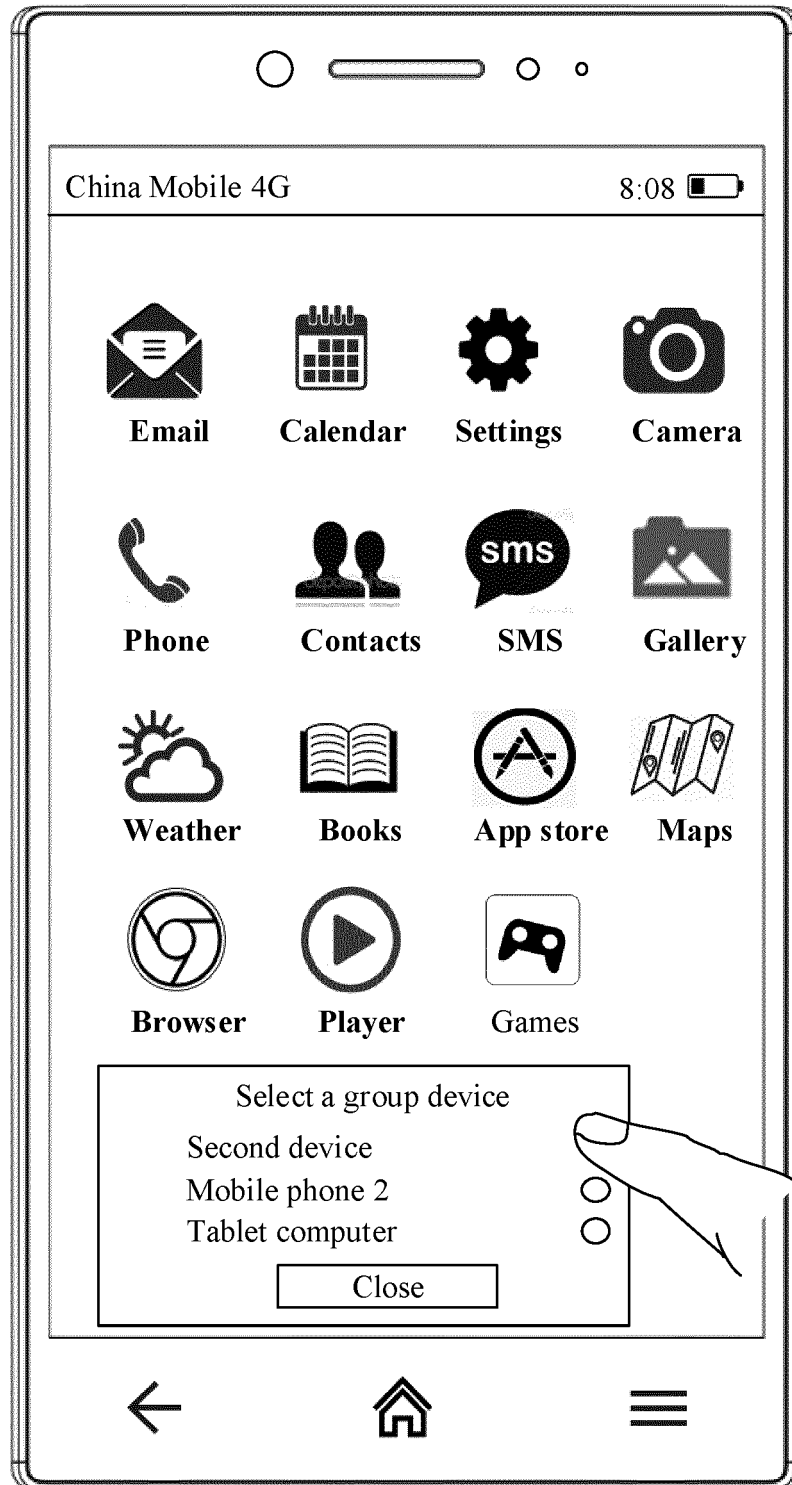 China Mobile 4G 8:08
Email Calendar Settings Camera
sms
Phone Contacts SMS Gallery
Weather Books App store Maps
Browser Player Games
Select a group device
Second device
Mobile phone 2
Tablet computer
Close